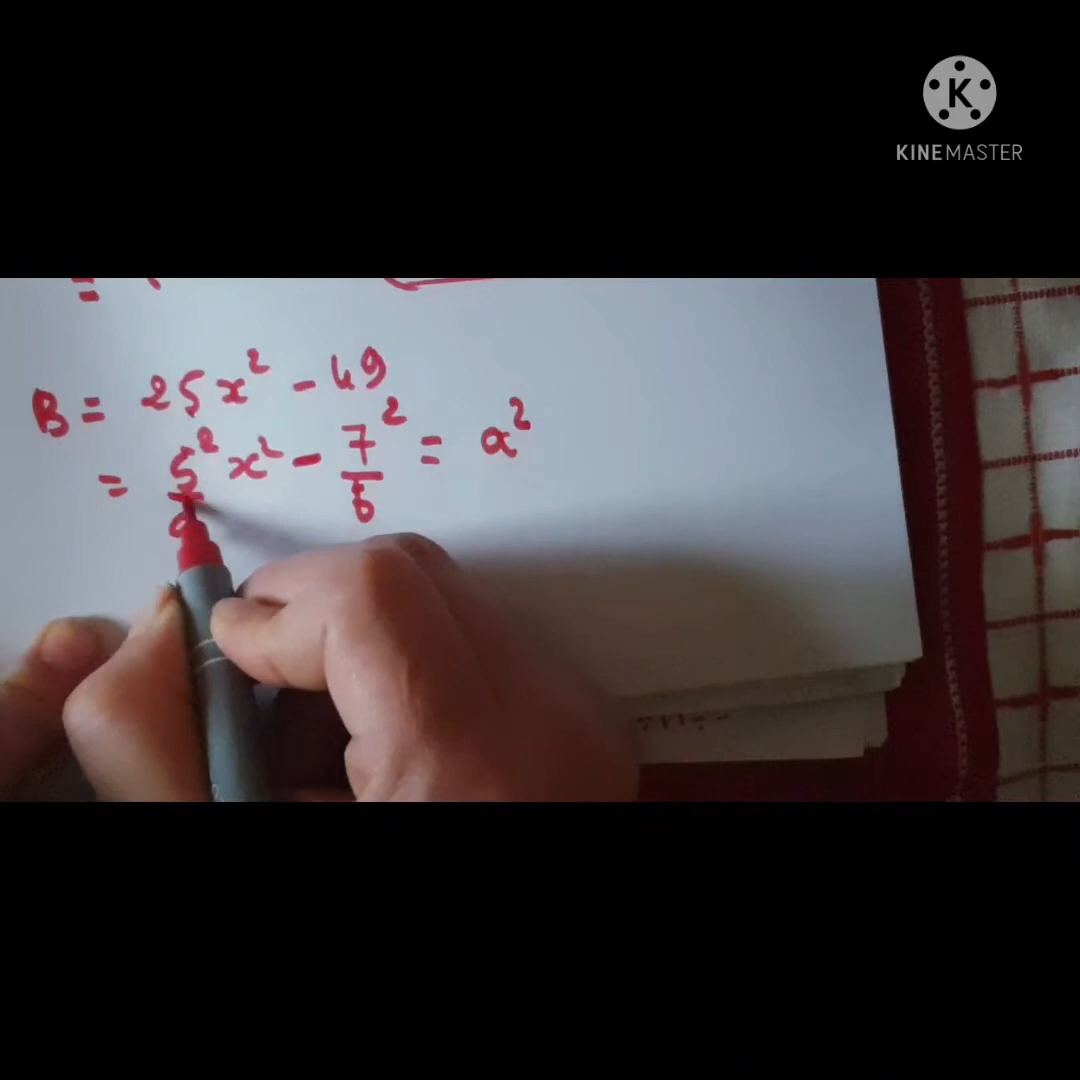 K
KINEMASTER
B = 25x² - 49
= 5²x² - 7² = a²
a b